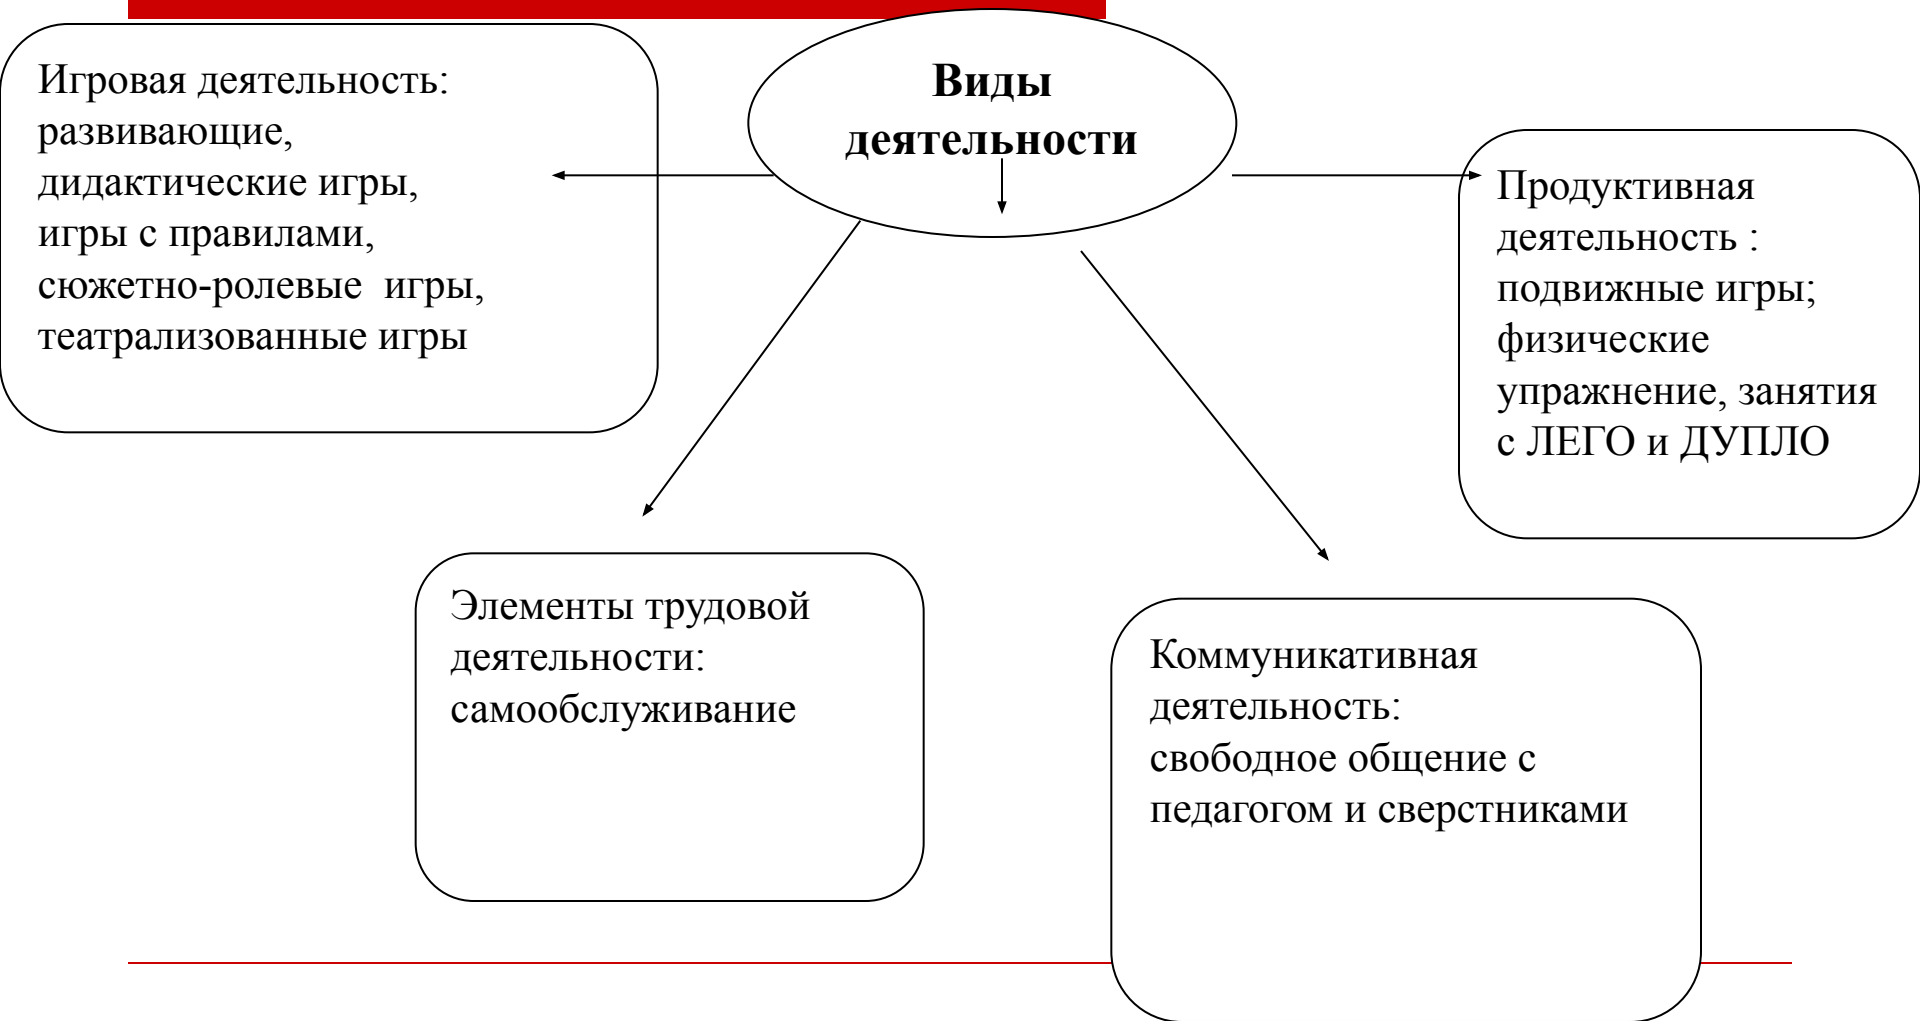 Виды
деятельности
Игровая деятельность:
развивающие,
дидактические игры,
игры с правилами,
сюжетно-ролевые  игры,
театрализованные игры
Продуктивная
деятельность :
подвижные игры;
физические
упражнение, занятия
с ЛЕГО и ДУПЛО
Элементы трудовой
деятельности:
самообслуживание
Коммуникативная
деятельность:
свободное общение с
педагогом и сверстниками